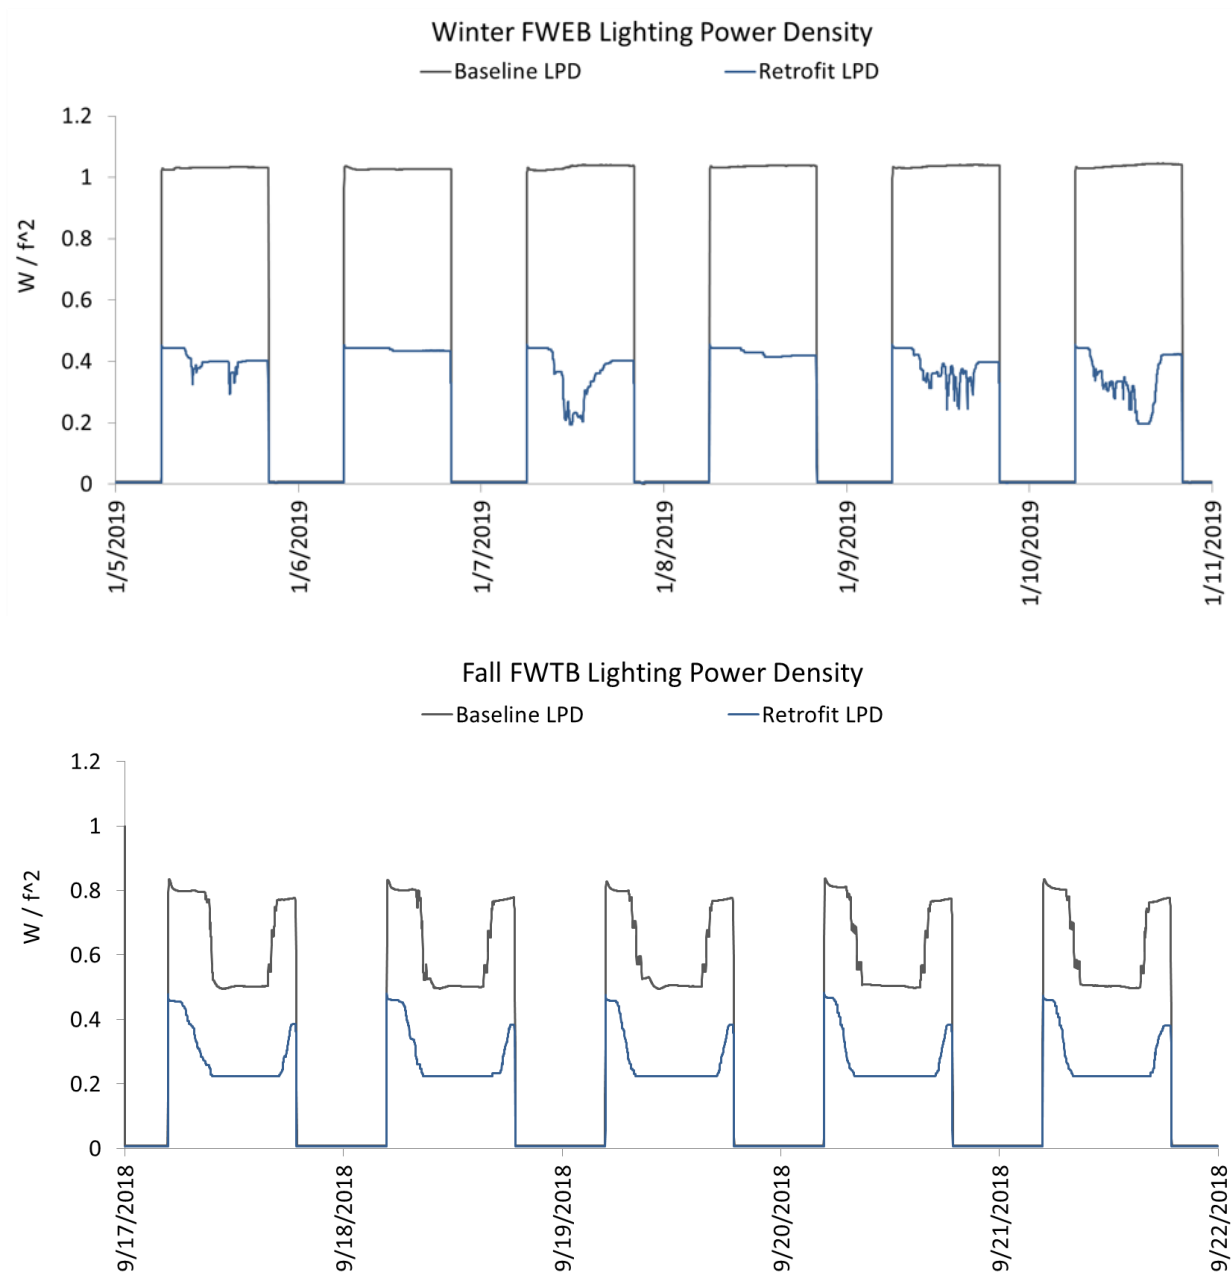 Winter FWEB Lighting Power Density
Baseline LPD Retrofit LPD
1.2
1
0.8
0.6
0.4
0.2
0
W / f^2
1/5/2019 1/6/2019 1/7/2019 1/8/2019 1/9/2019 1/10/2019 1/11/2019
Fall FWTB Lighting Power Density
Baseline LPD Retrofit LPD
1.2
1
0.8
0.6
0.4
0.2
0
W / f^2
9/17/2018 9/18/2018 9/19/2018 9/20/2018 9/21/2018 9/22/2018